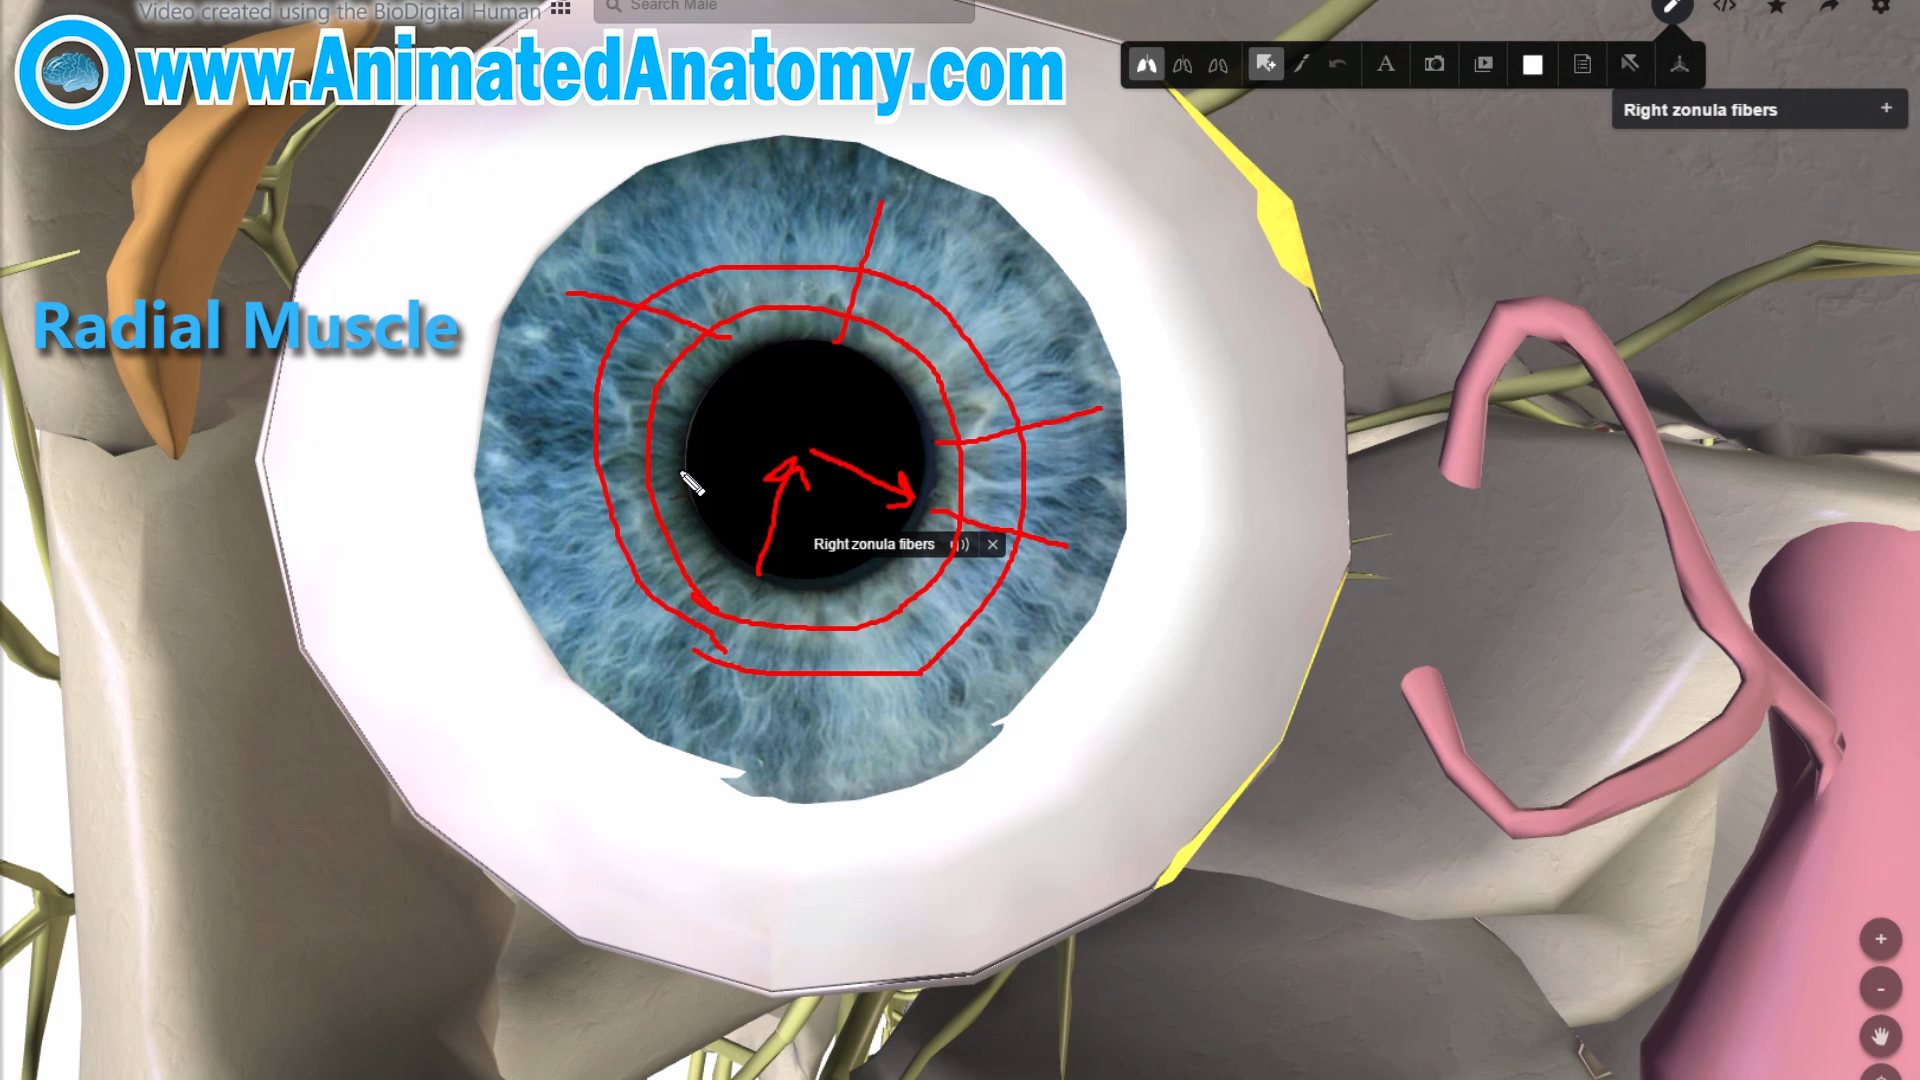 Video created using the BioDigital Human
Search Male
www.AnimatedAnatomy.com
A
Right zonula fibers +
Radial Muscle
Right zonula fibers